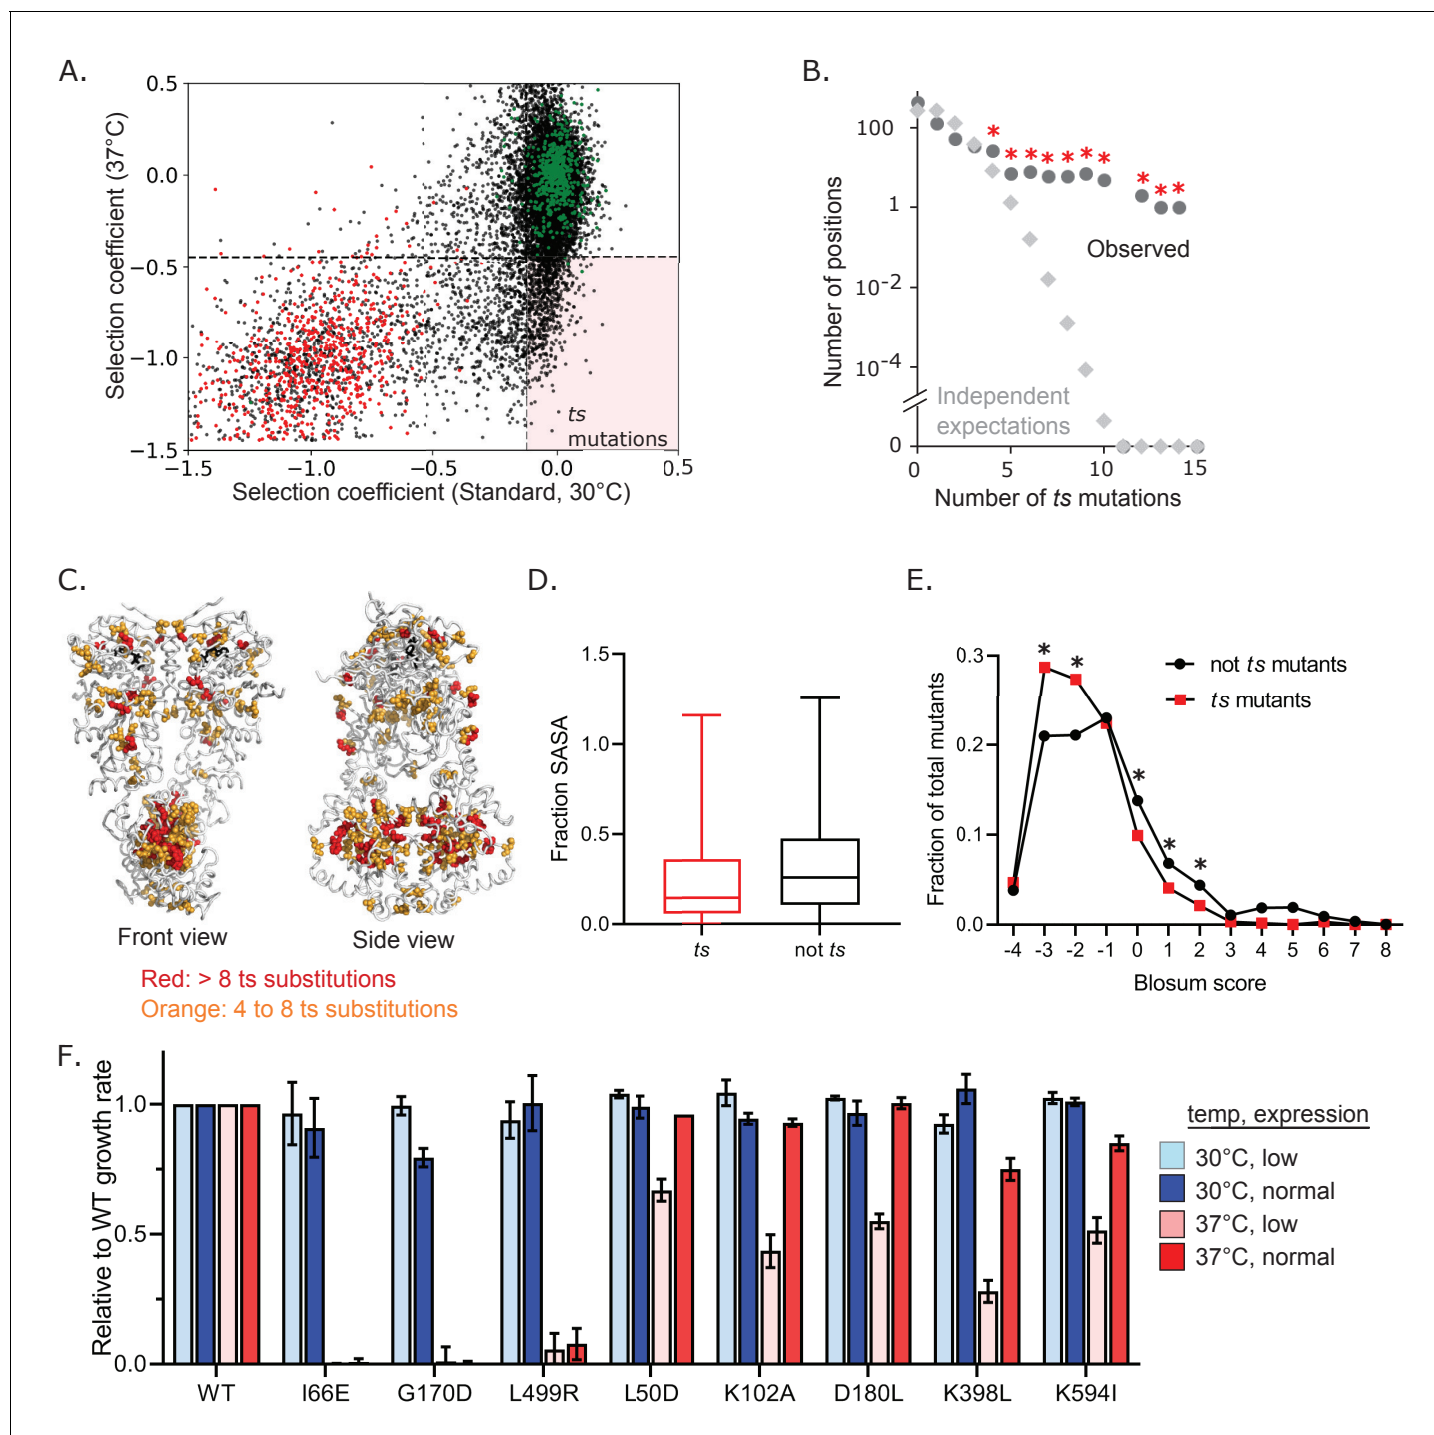 A.
Selection coefficient (37°C)
0.5
0.0
−0.5
−1.0
−1.5
−1.5
−1.0
−0.5
0.0
0.5
ts
mutations
Selection coefficient (Standard, 30°C)
B.
Number of positions
100
1
10⁻²
10⁻⁴
0
* * * * * * * * * *
Observed
Independent
expectations
0 5 10 15
Number of ts mutations
C.
Front view
Side view
Red: > 8 ts substitutions
Orange: 4 to 8 ts substitutions
D.
Fraction SASA
1.5
1.0
0.5
0.0
ts
not ts
E.
Fraction of total mutants
0.3
0.2
0.1
0.0
* * * * *
not ts mutants
ts mutants
-4 -3 -2 -1 0 1 2 3 4 5 6 7 8
Blosum score
F.
Relative to WT growth rate
1.0
0.5
0.0
WT I66E G170D L499R L50D K102A D180L K398L K594I
temp, expression
30°C, low
30°C, normal
37°C, low
37°C, normal